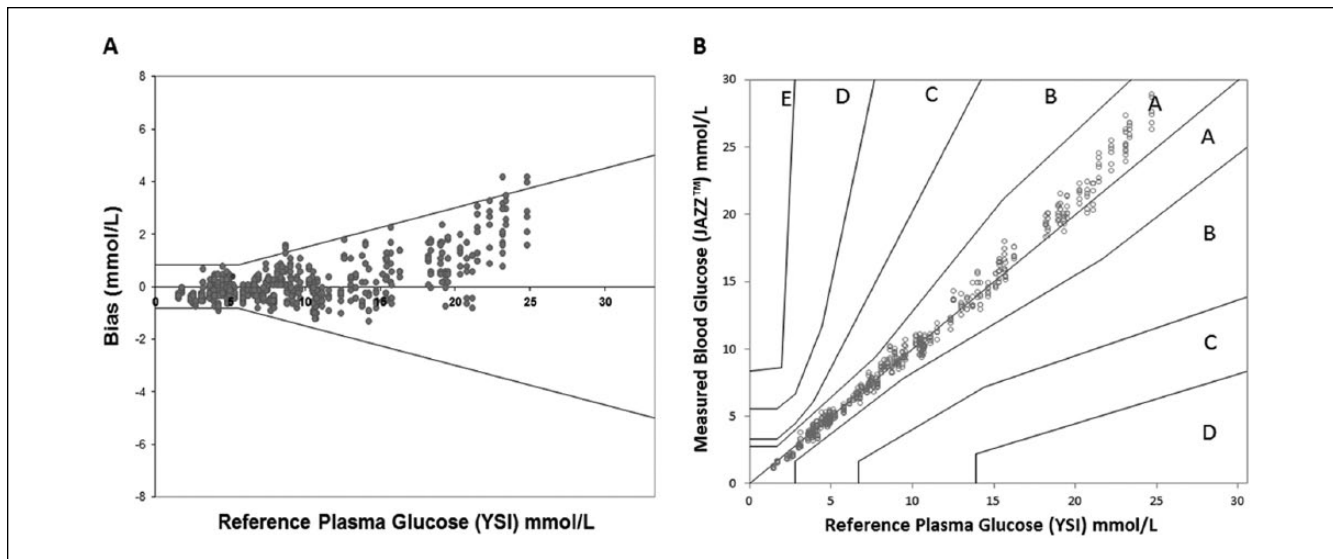 A
8
6
4
2
0
-2
-4
-6
-8
0
5
10
15
20
25
30
Bias (mmol/L)
Reference Plasma Glucose (YSI) mmol/L
B
30
25
20
15
10
5
0
0
5
10
15
20
25
30
E
D
C
B
A
A
B
C
D
Measured Blood Glucose (JAZZ™) mmol/L
Reference Plasma Glucose (YSI) mmol/L